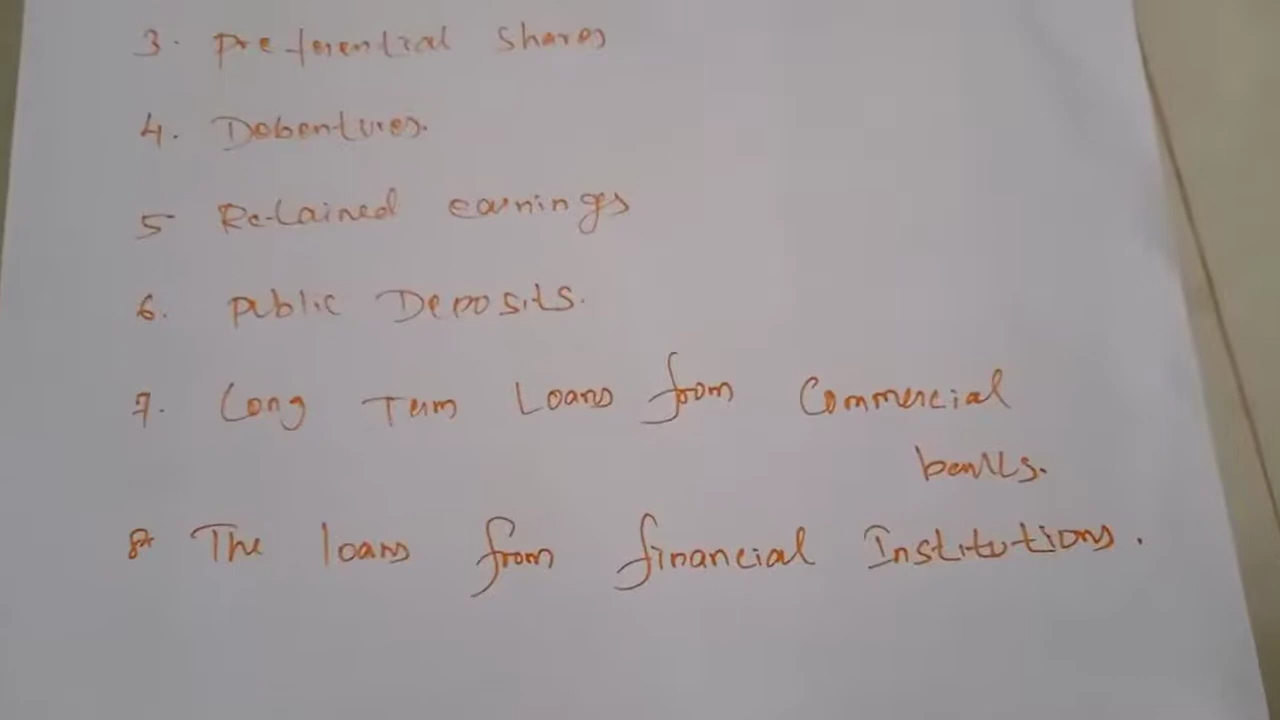 3. Preferential shares
4. Debentures.
5 Retained earnings
6. Public Deposits.
7. Long Term Loans from Commercial
banks.
8. The loans from financial Institutions.